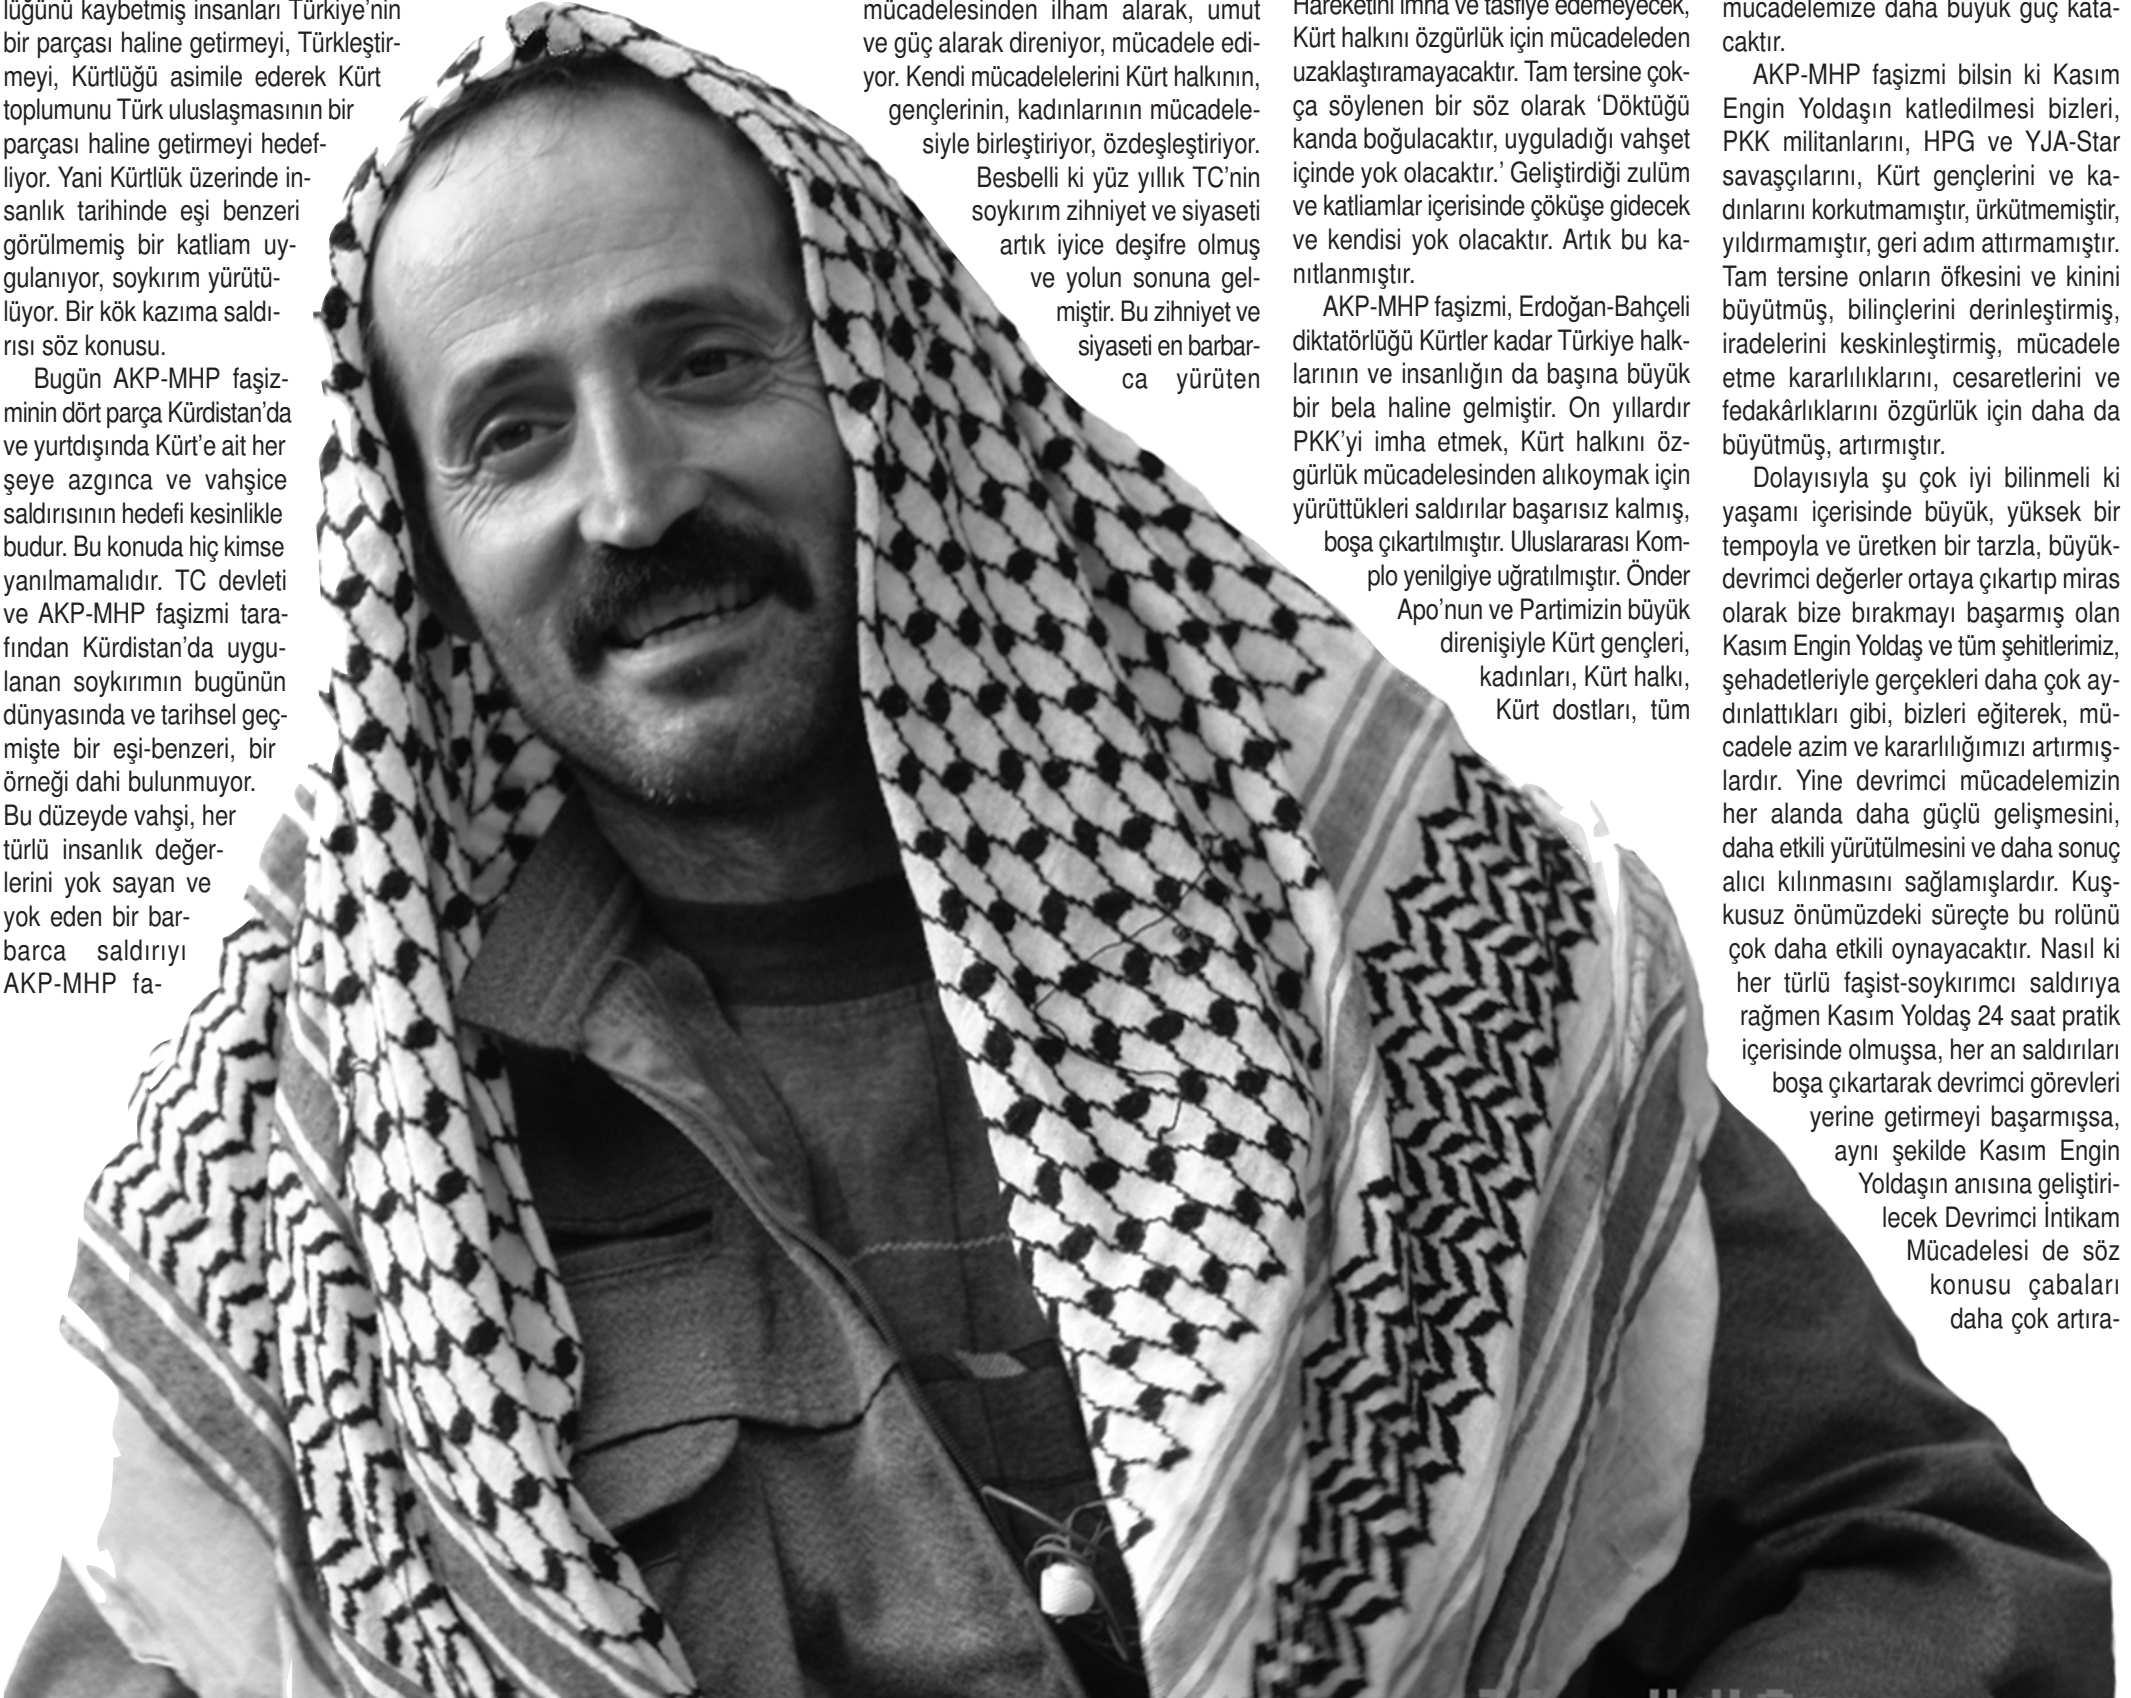 lüğünü kaybetmiş insanları Türkiye'nin
bir parçası haline getirmeyi, Türkleştir-
meyi, Kürtlüğü asimile ederek Kürt
toplumunu Türk uluslaşmasının bir
parçası haline getirmeyi hedef-
liyor. Yani Kürtlük üzerinde in-
sanlık tarihinde eşi benzeri
görülmemiş bir katliam uy-
gulanıyor, soykırım yürütü-
lüyor. Bir kök kazıma saldı-
rısı söz konusu.
Bugün AKP-MHP faşiz-
minin dört parça Kürdistan'da
ve yurtdışında Kürt'e ait her
şeye azgınca ve vahşice
saldırısının hedefi kesinlikle
budur. Bu konuda hiç kimse
yanılmamalıdır. TC devleti
ve AKP-MHP faşizmi tara-
fından Kürdistan'da uygu-
lanan soykırımın bugünün
dünyasında ve tarihsel geç-
mişte bir eşi-benzeri, bir
örneği dahi bulunmuyor.
Bu düzeyde vahşi, her
türlü insanlık değer-
lerini yok sayan ve
yok eden bir bar-
barca saldırıyı
AKP-MHP fa-
mücadelesinden ilham alarak, umut
ve güç alarak direniyor, mücadele edi-
yor. Kendi mücadelelerini Kürt halkının,
gençlerinin, kadınlarının mücadele-
siyle birleştiriyor, özdeşleştiriyor.
Besbelli ki yüz yıllık TC'nin
soykırım zihniyet ve siyaseti
artık iyice deşifre olmuş
ve yolun sonuna gel-
miştir. Bu zihniyet ve
siyaseti en barbar-
ca yürüten
Hareketini imha ve tasfiye edemeyecek,
Kürt halkını özgürlük için mücadeleden
uzaklaştıramayacaktır. Tam tersine çok-
ça söylenen bir söz olarak 'Döktüğü
kanda boğulacaktır, uyguladığı vahşet
içinde yok olacaktır.' Geliştirdiği zulüm
ve katliamlar içerisinde çöküşe gidecek
ve kendisi yok olacaktır. Artık bu ka-
nıtlanmıştır.
AKP-MHP faşizmi, Erdoğan-Bahçeli
diktatörlüğü Kürtler kadar Türkiye halk-
larının ve insanlığın da başına büyük
bir bela haline gelmiştir. On yıllardır
PKK'yi imha etmek, Kürt halkını öz-
gürlük mücadelesinden alıkoymak için
yürüttükleri saldırılar başarısız kalmış,
boşa çıkartılmıştır. Uluslararası Kom-
plo yenilgiye uğratılmıştır. Önder
Apo'nun ve Partimizin büyük
direnişiyle Kürt gençleri,
kadınları, Kürt halkı,
Kürt dostları, tüm
mücadelemize daha büyük güç kata-
caktır.
AKP-MHP faşizmi bilsin ki Kasım
Engin Yoldaşın katledilmesi bizleri,
PKK militanlarını, HPG ve YJA-Star
savaşçılarını, Kürt gençlerini ve ka-
dınlarını korkutmamıştır, ürkütmemiştir,
yıldırmamıştır, geri adım attırmamıştır.
Tam tersine onların öfkesini ve kinini
büyütmüş, bilinçlerini derinleştirmiş,
iradelerini keskinleştirmiş, mücadele
etme kararlılıklarını, cesaretlerini ve
fedakârlıklarını özgürlük için daha da
büyütmüş, artırmıştır.
Dolayısıyla şu çok iyi bilinmeli ki
yaşamı içerisinde büyük, yüksek bir
tempoyla ve üretken bir tarzla, büyük-
devrimci değerler ortaya çıkartıp miras
olarak bize bırakmayı başarmış olan
Kasım Engin Yoldaş ve tüm şehitlerimiz,
şehadetleriyle gerçekleri daha çok ay-
dınlattıkları gibi, bizleri eğiterek, mü-
cadele azim ve kararlılığımızı artırmış-
lardır. Yine devrimci mücadelemizin
her alanda daha güçlü gelişmesini,
daha etkili yürütülmesini ve daha sonuç
alıcı kılınmasını sağlamışlardır. Kuş-
kusuz önümüzdeki süreçte bu rolünü
çok daha etkili oynayacaktır. Nasıl ki
her türlü faşist-soykırımcı saldırıya
rağmen Kasım Yoldaş 24 saat pratik
içerisinde olmuşsa, her an saldırıları
boşa çıkartarak devrimci görevleri
yerine getirmeyi başarmışsa,
aynı şekilde Kasım Engin
Yoldaşın anısına geliştiri-
lecek Devrimci İntikam
Mücadelesi de söz
konusu çabaları
daha çok artıra-